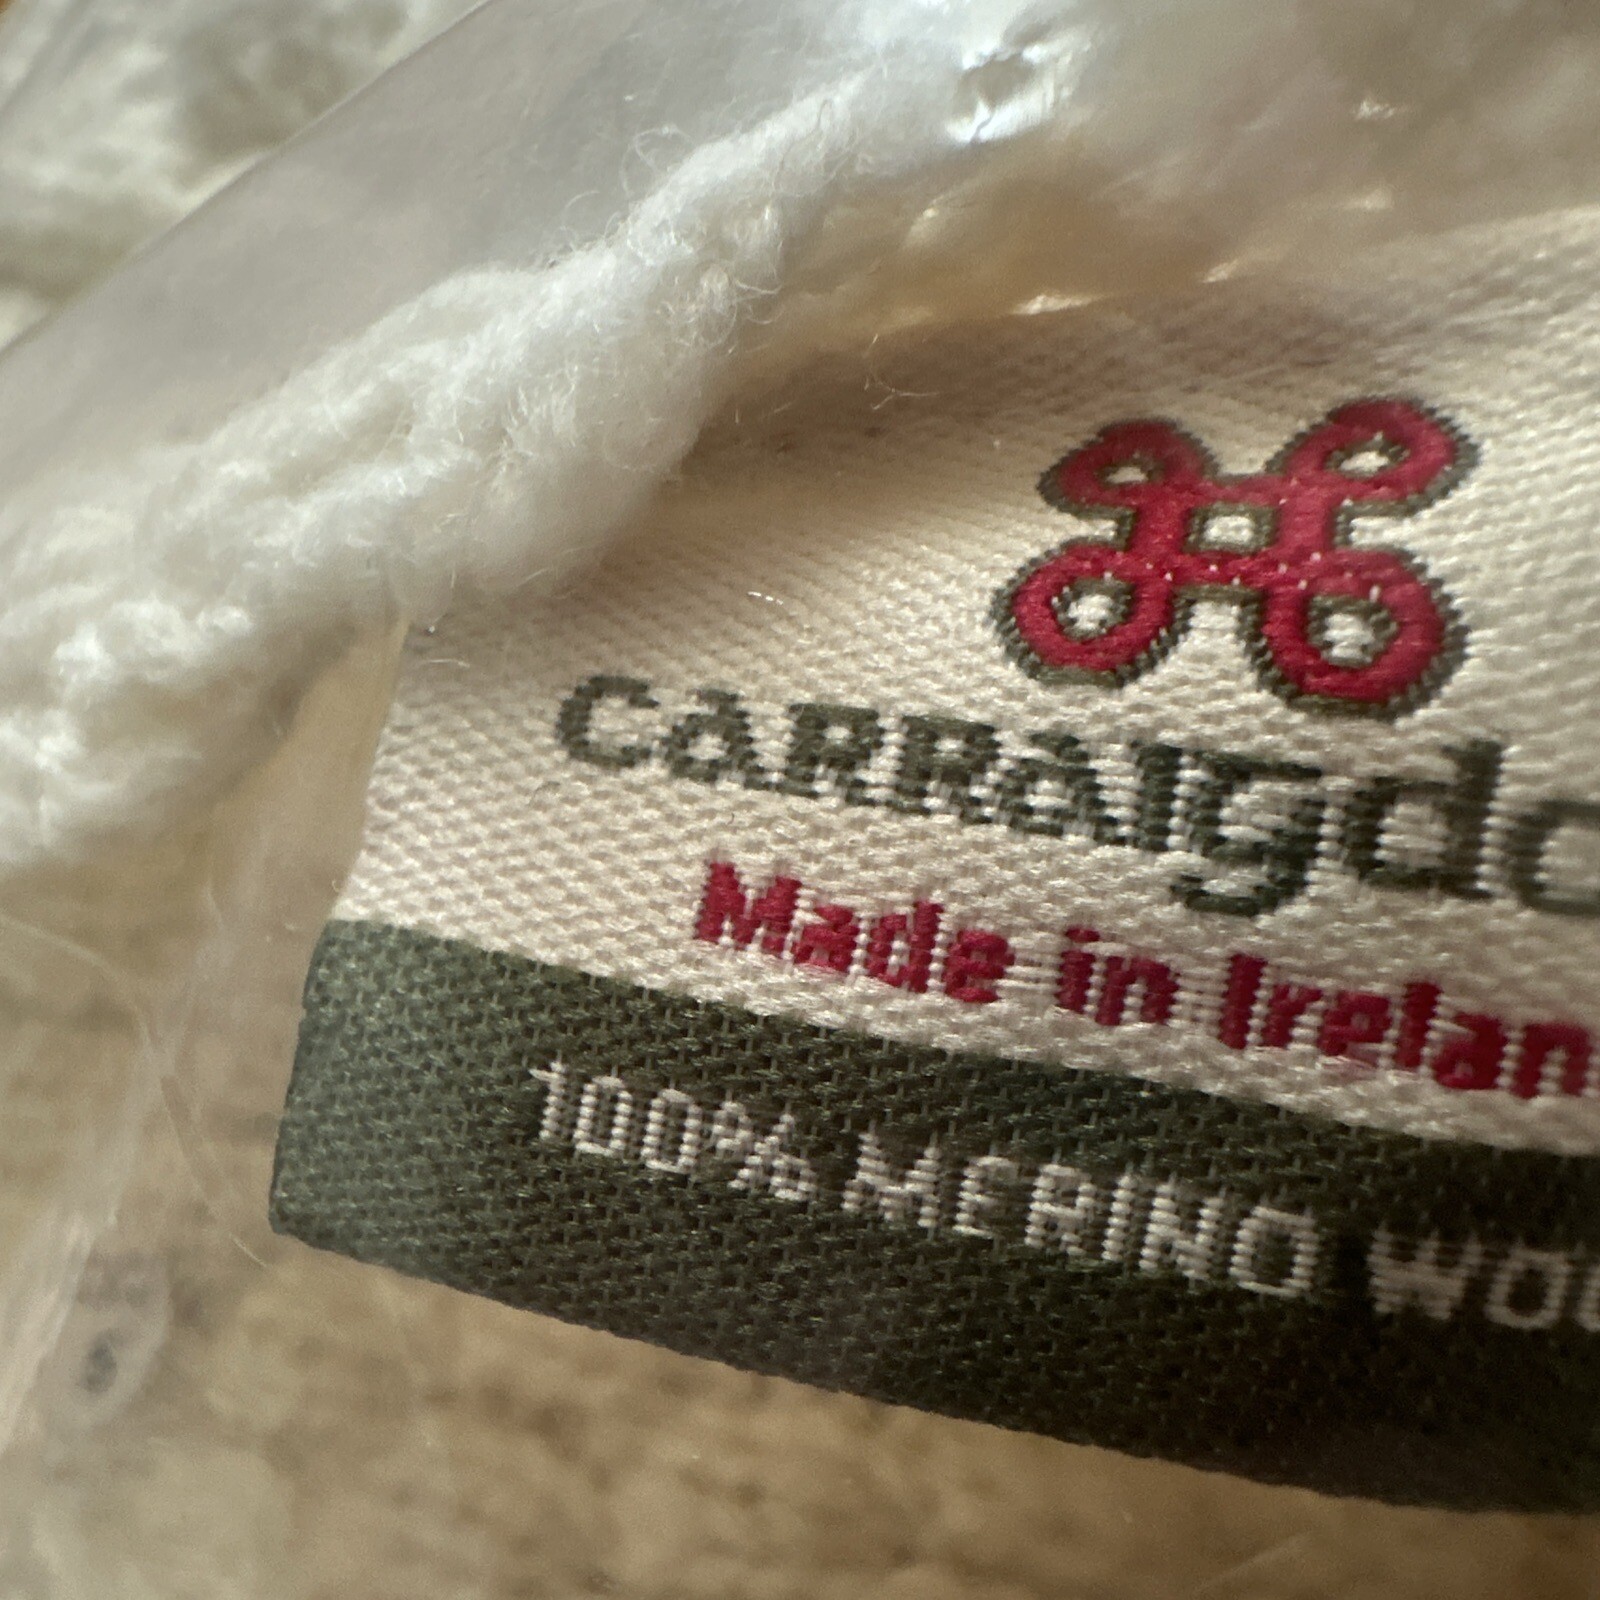 CARRAIGdo
Made in Irelan
100% MERINO WOO